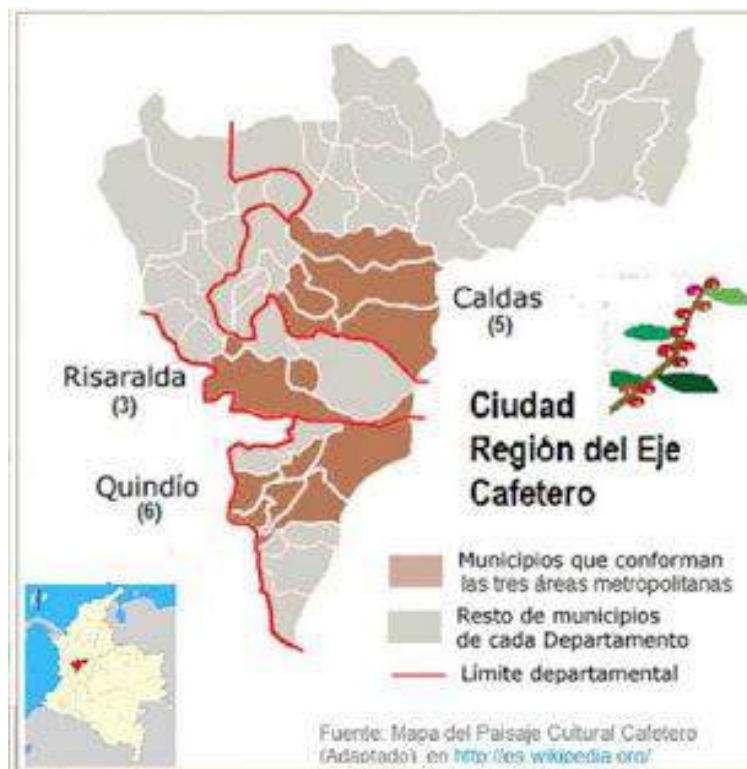 Caldas
(5)
Risaralda
(3)
Ciudad
Región del Eje
Cafetero
Quindío
(6)
Municipios que conforman
las tres áreas metropolitanas
Resto de municipios
de cada Departamento
Límite departamental
Fuente: Mapa del Paisaje Cultural Cafetero
(Adaptado) en http://es.wikipedia.org/